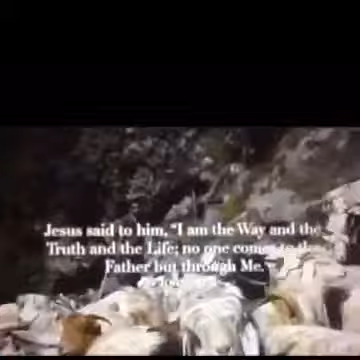 Jesus said to him, "I am the Way and the
Truth and the Life; no one comes to the
Father but through Me."